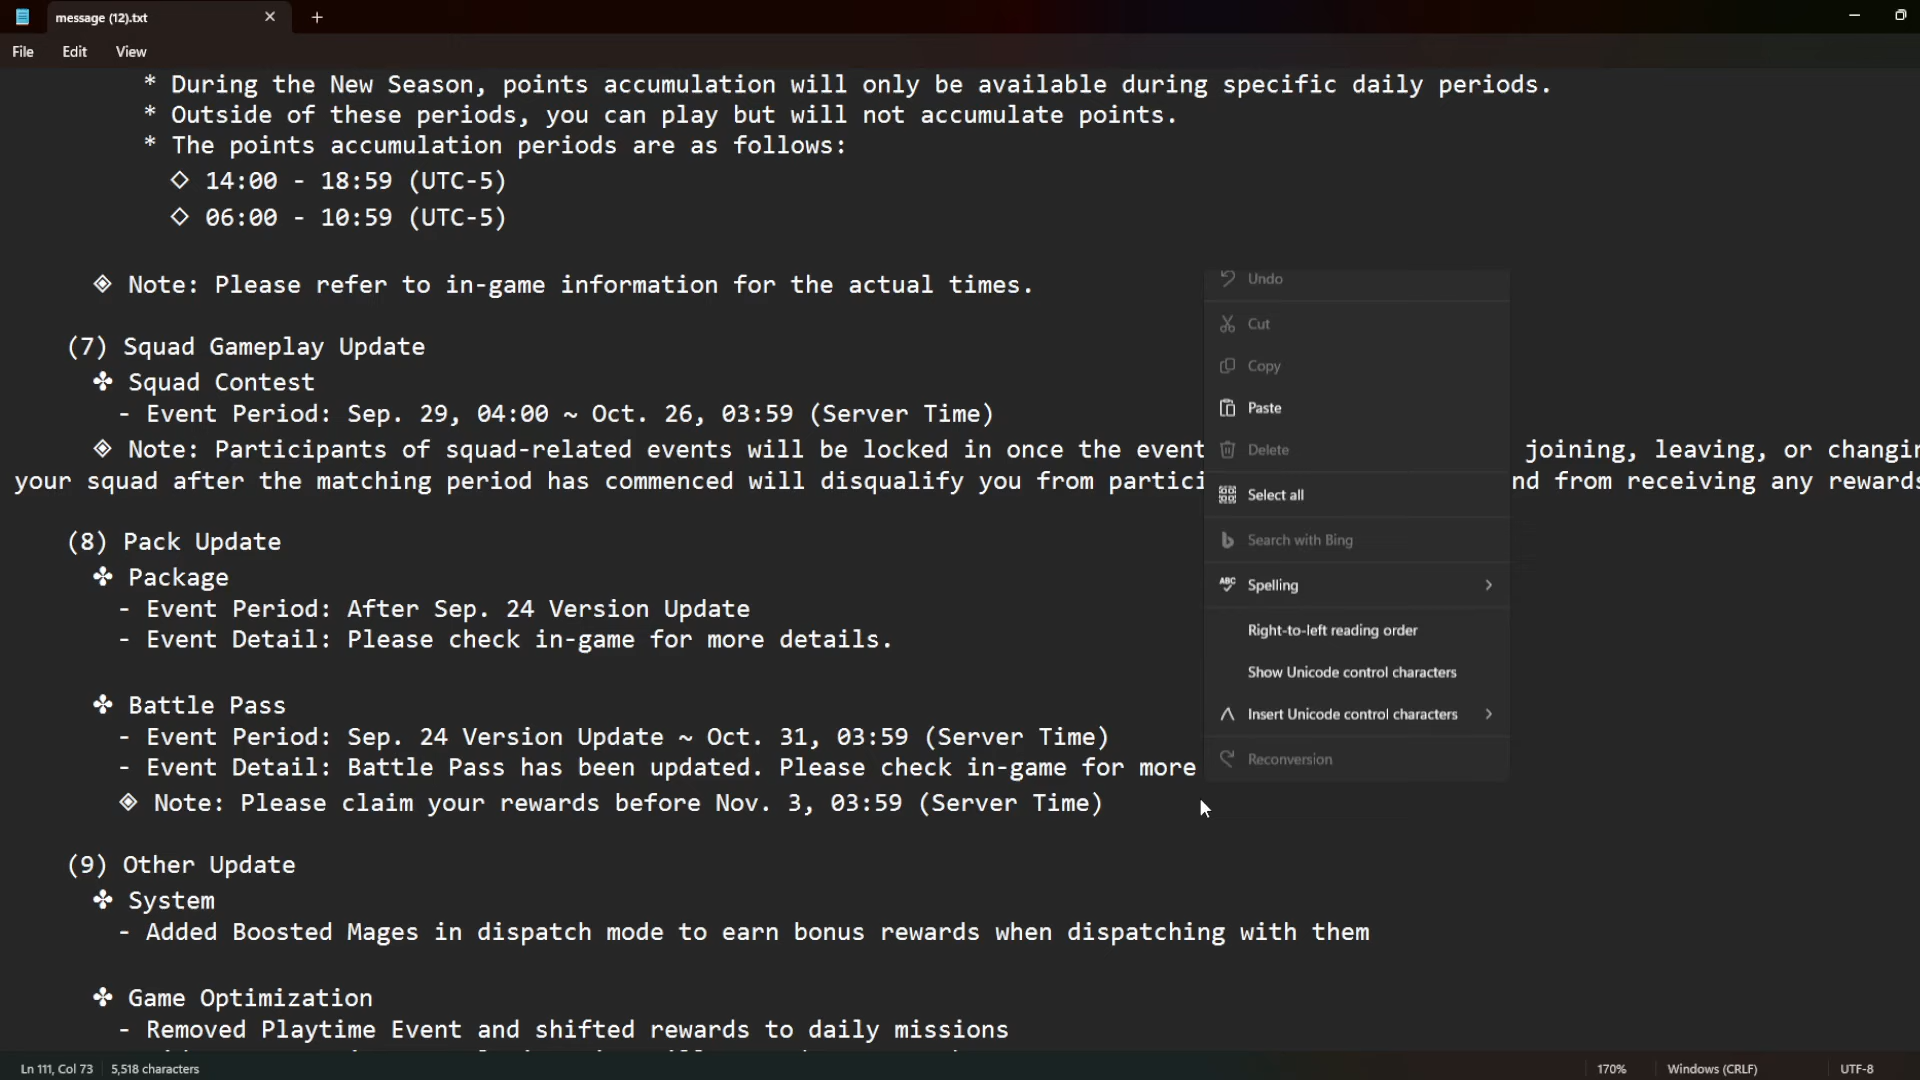 message (12).txt
File Edit View
* During the New Season, points accumulation will only be available during specific daily periods.
* Outside of these periods, you can play but will not accumulate points.
* The points accumulation periods are as follows:
◇ 14:00 - 18:59 (UTC-5)
◇ 06:00 - 10:59 (UTC-5)
◈ Note: Please refer to in-game information for the actual times.
(7) Squad Gameplay Update
✤ Squad Contest
- Event Period: Sep. 29, 04:00 ~ Oct. 26, 03:59 (Server Time)
◈ Note: Participants of squad-related events will be locked in once the event joining, leaving, or
your squad after the matching period has commenced will disqualify you from from receiving any
(8) Pack Update
✤ Package
- Event Period: After Sep. 24 Version Update
- Event Detail: Please check in-game for more details.
✤ Battle Pass
- Event Period: Sep. 24 Version Update ~ Oct. 31, 03:59 (Server Time)
- Event Detail: Battle Pass has been updated. Please check in-game for more
◈ Note: Please claim your rewards before Nov. 3, 03:59 (Server Time)
(9) Other Update
✤ System
- Added Boosted Mages in dispatch mode to earn bonus rewards when dispatching with them
✤ Game Optimization
- Removed Playtime Event and shifted rewards to daily missions
Undo
Cut
Copy
Paste
Delete
Select all
Search with Bing
Spelling
Right-to-left reading order
Show Unicode control characters
Insert Unicode control characters
Reconversion
Ln 111, Col 73 5,518 characters 170% Windows (CRLF) UTF-8